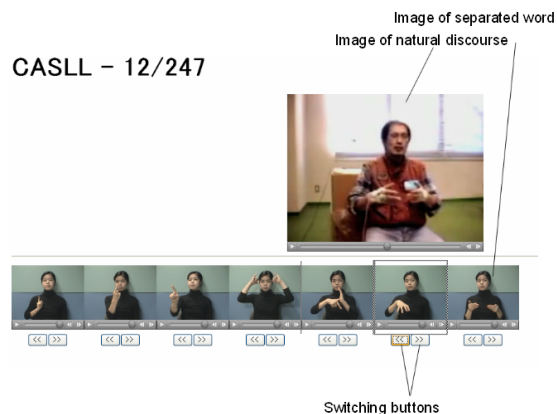 Image of separated word
Image of natural discourse
CASLL - 12/247
<< >> << >> << >> << >> << >> << >> << >>
Switching buttons